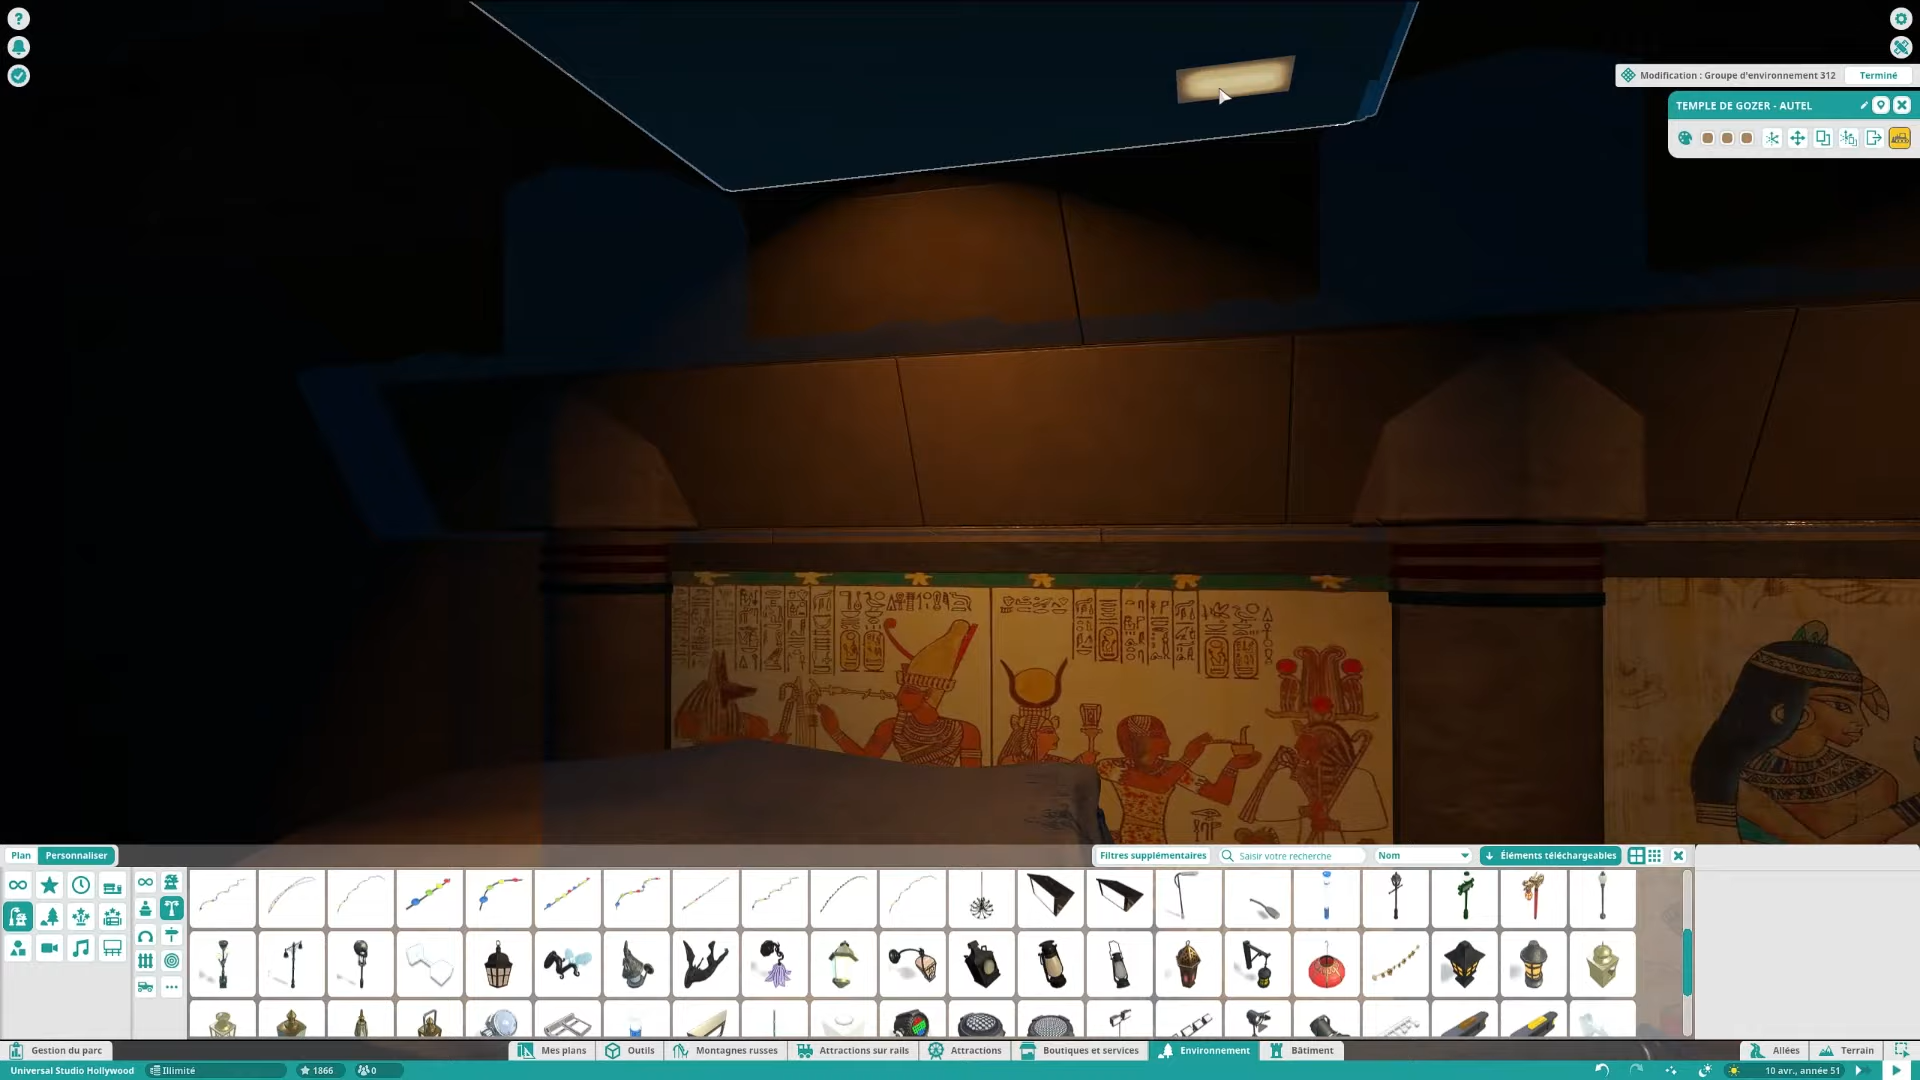 Modification : Groupe d'environnement 312
Terminé
TEMPLE DE GOZER - AUTEL
Plan
Personnaliser
Filtres supplémentaires
Saisir votre recherche
Nom
Éléments téléchargeables
Gestion du parc
Mes plans
Outils
Montagnes russes
Attractions sur rails
Attractions
Boutiques et services
Environnement
Bâtiment
Allées
Terrain
Universal Studio Hollywood
Illimité
1866
0
10 avr., année 51